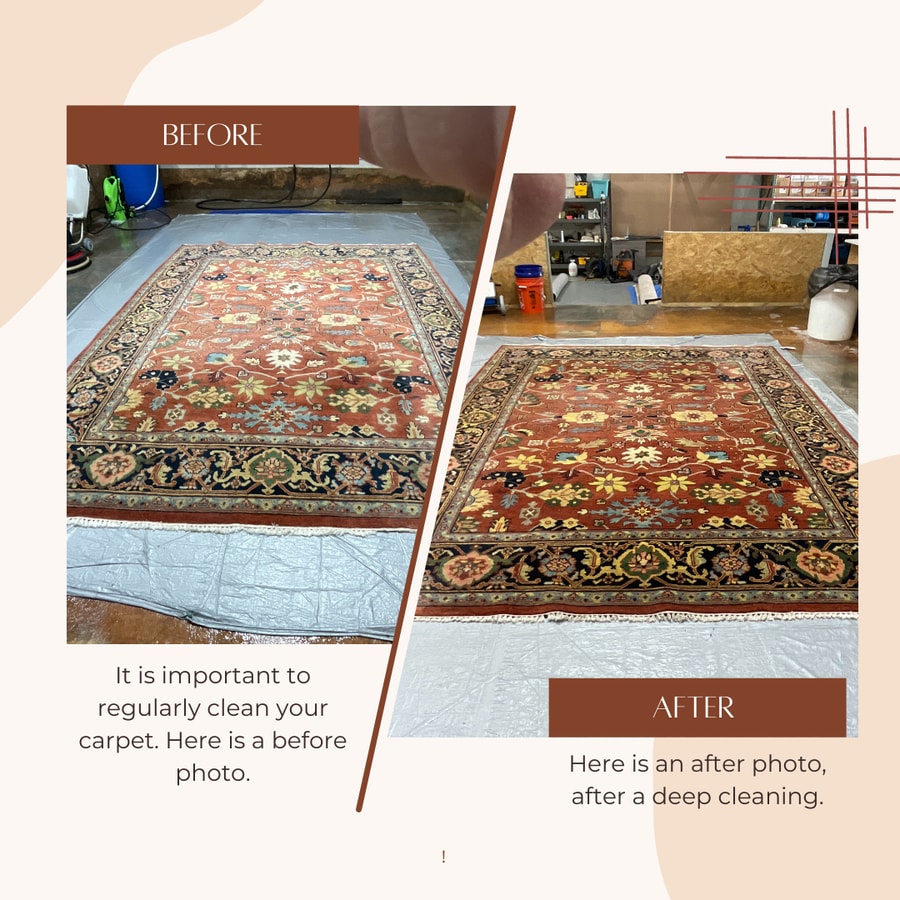 BEFORE
It is important to
regularly clean your
carpet. Here is a before
photo.
AFTER
Here is an after photo,
after a deep cleaning.
!